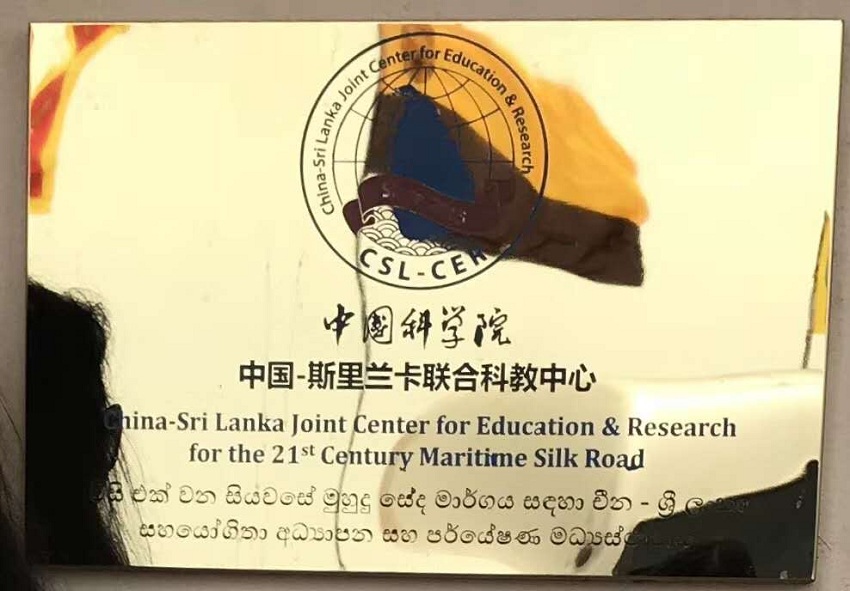 China-Sri Lanka Joint Center for Education & Research
CSL-CER
中国科学院
中国-斯里兰卡联合科教中心
China-Sri Lanka Joint Center for Education & Research
for the 21st Century Maritime Silk Road
එක් වන සියවසේ මුහුදු සේද මාර්ගය සඳහා චීන - ශ්‍රී ලංකා
සහයෝගිතා අධ්‍යාපන සහ පර්යේෂණ